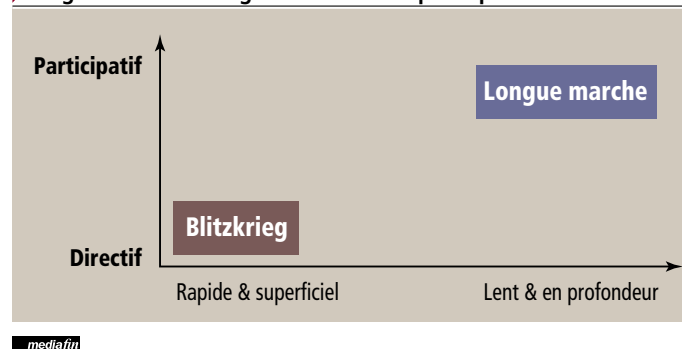 Participatif
Longue marche
Blitzkrieg
Directif
Rapide & superficiel
Lent & en profondeur
mediafin